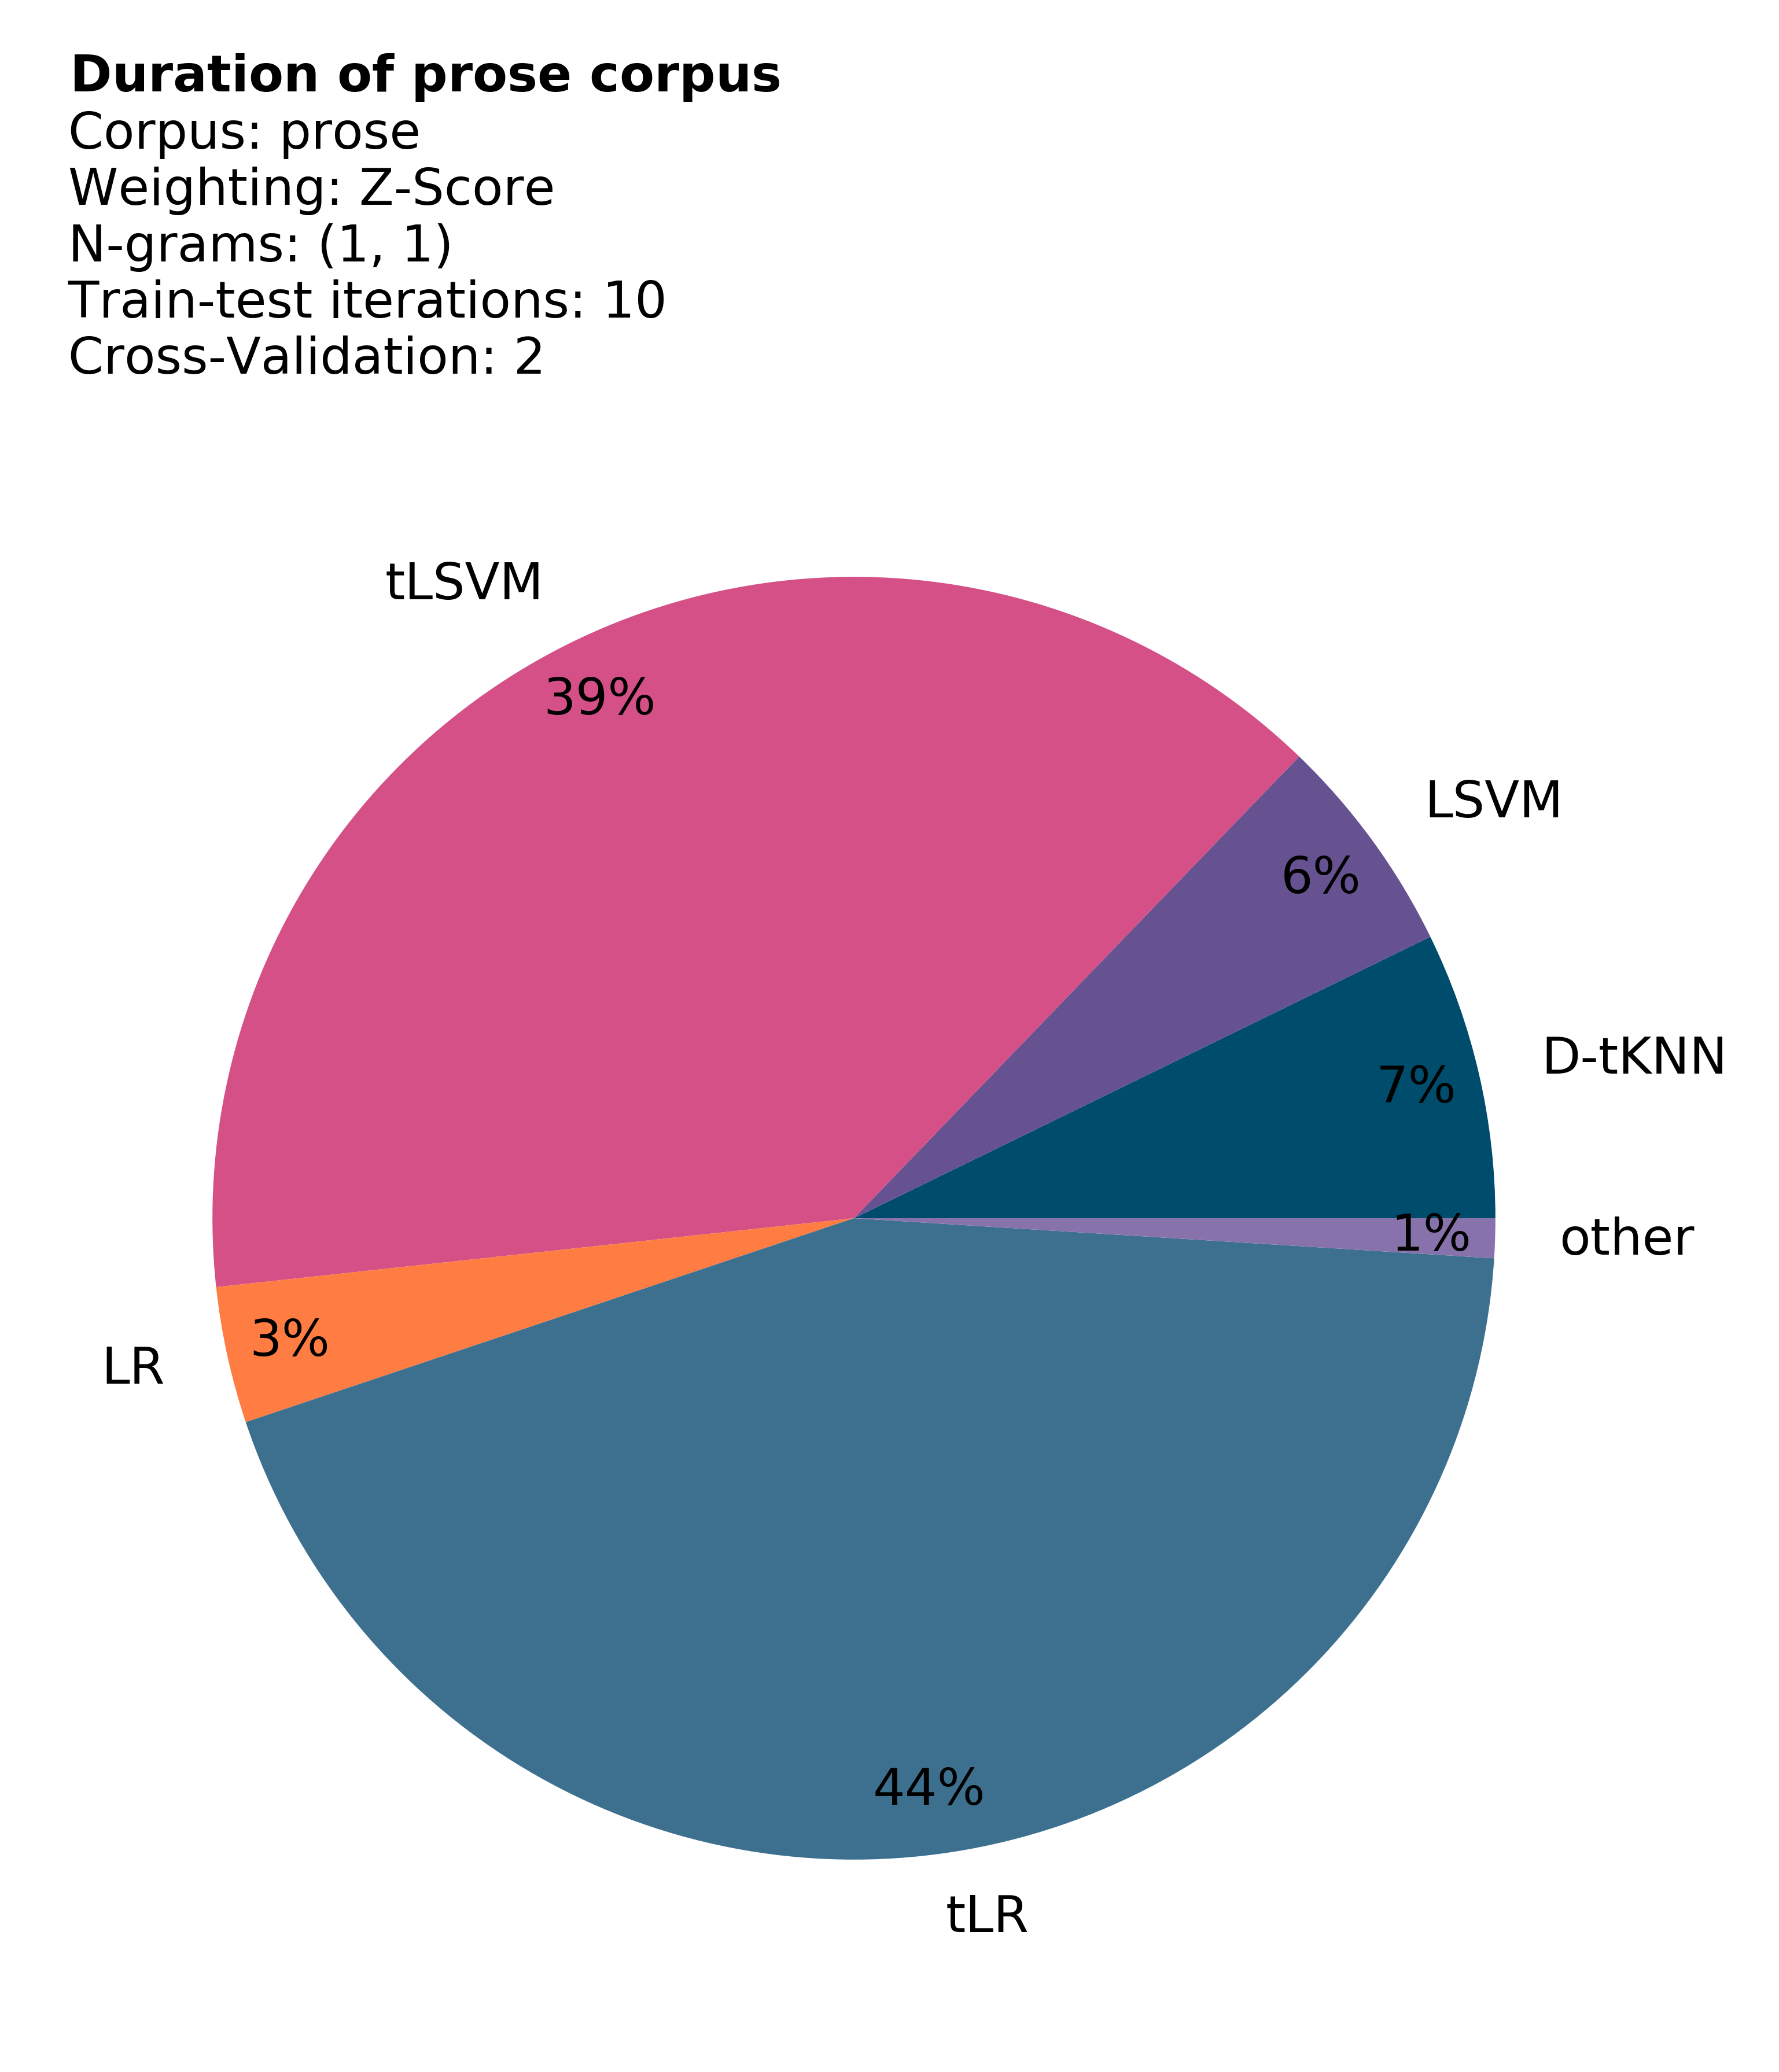 Duration of prose corpus
Corpus: prose
Weighting: Z-Score
N-grams: (1, 1)
Train-test iterations: 10
Cross-Validation: 2
tLSVM
39%
LSVM
6%
D-tKNN
7%
1%
other
3%
LR
44%
tLR